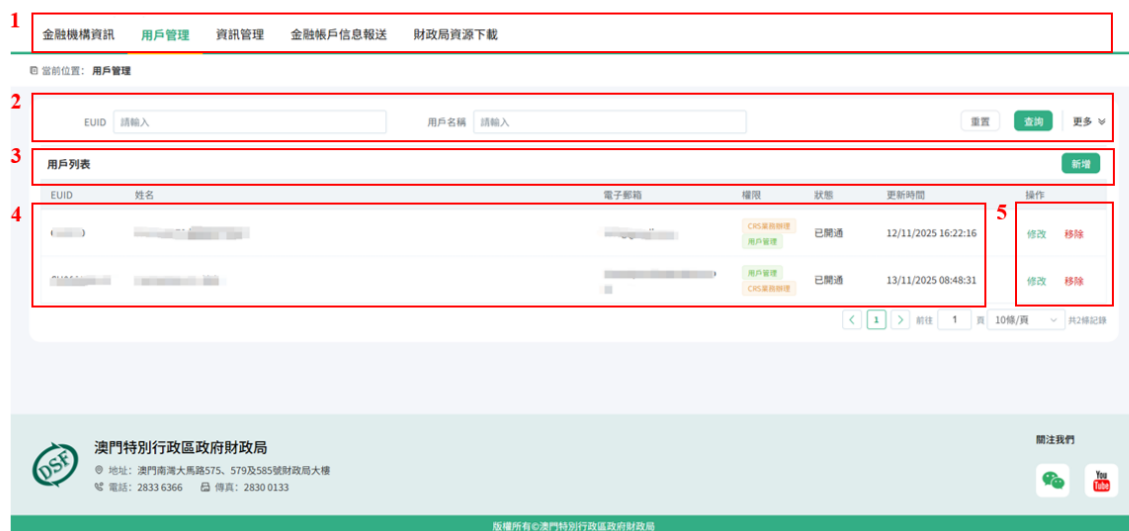 1
金融機構資訊 用戶管理 資訊管理 金融帳戶信息報送 財政局資源下載
當前位置： 用戶管理
2
EUID 請輸入 用戶名稱 請輸入 重置 查詢 更多
3
用戶列表 新增
EUID 姓名 電子郵箱 權限 狀態 更新時間 操作
4 5
CRS業務辦理
用戶管理
已開通 12/11/2025 16:22:16 修改 移除
用戶管理
CRS業務辦理
已開通 13/11/2025 08:48:31 修改 移除
1 前往 1 頁 10條/頁 共2條記錄
DSF
澳門特別行政區政府財政局
地址：澳門南灣大馬路575、579及585號財政局大樓
電話：2833 6366 傳真：2830 0133
關注我們
You
Tube
版權所有©澳門特別行政區政府財政局